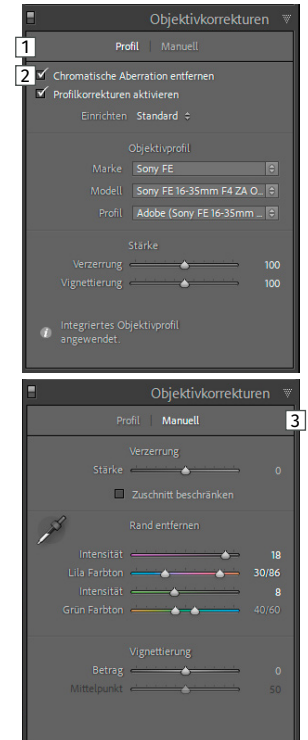 Objektivkorrekturen
1
Profil | Manuell
2 Chromatische Aberration entfernen
Profilkorrekturen aktivieren
Einrichten Standard
Objektivprofil
Marke Sony FE
Modell Sony FE 16-35mm F4 ZA O...
Profil Adobe (Sony FE 16-35mm ...
Stärke
Verzerrung 100
Vignettierung 100
Integriertes Objektivprofil
angewendet.
Objektivkorrekturen
Profil | Manuell
3
Verzerrung
Stärke 0
Zuschnitt beschränken
Rand entfernen
Intensität 18
Lila Farbton 30/86
Intensität 8
Grün Farbton 40/60
Vignettierung
Betrag 0
Mittelpunkt 50